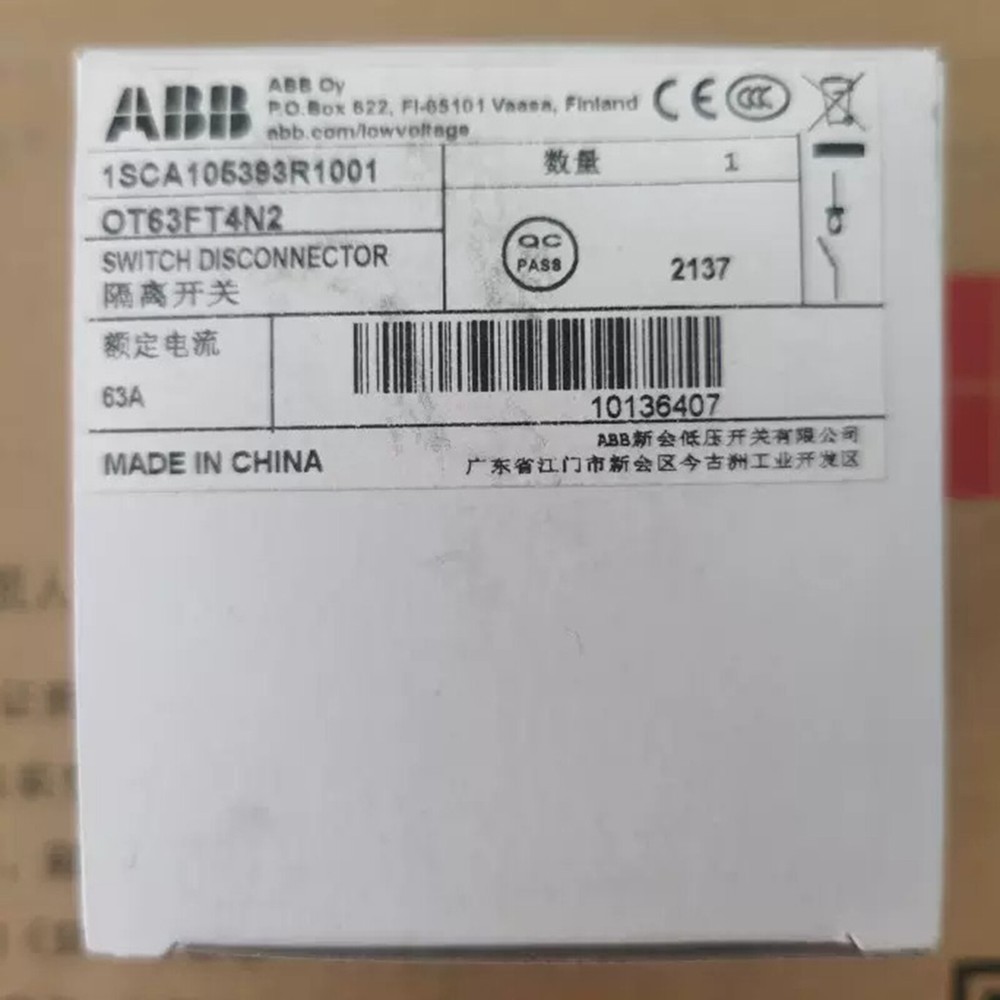 ABB
ABB Oy
P.O.Box 622, FI-65101 Vaasa, Finland
abb.com/lowvoltage
CE CCC
1SCA105393R1001
数量 1
OT63FT4N2
SWITCH DISCONNECTOR
隔离开关
QC
PASS
2137
额定电流
63A
10136407
MADE IN CHINA
ABB新会低压开关有限公司
广东省江门市新会区今古洲工业开发区